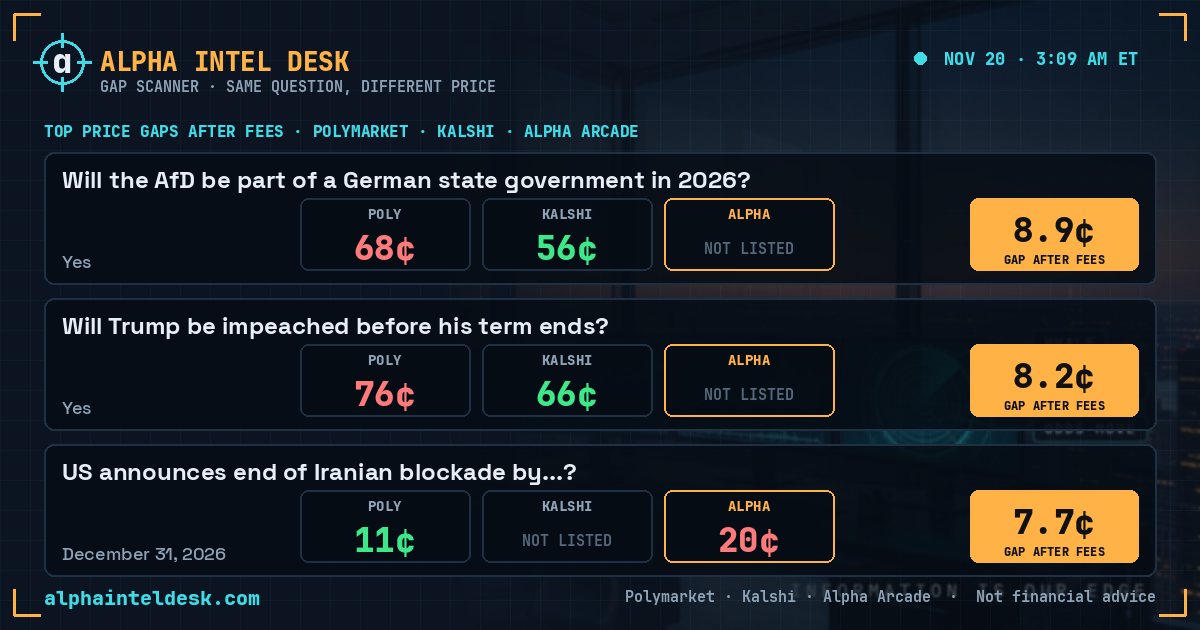 α
ALPHA INTEL DESK
GAP SCANNER · SAME QUESTION, DIFFERENT PRICE
NOV 20 · 3:09 AM ET
TOP PRICE GAPS AFTER FEES · POLYMARKET · KALSHI · ALPHA ARCADE
Will the AfD be part of a German state government in 2026?
Yes
POLY
68¢
KALSHI
56¢
ALPHA
NOT LISTED
8.9¢
GAP AFTER FEES
Will Trump be impeached before his term ends?
Yes
POLY
76¢
KALSHI
66¢
ALPHA
NOT LISTED
8.2¢
GAP AFTER FEES
US announces end of Iranian blockade by...?
December 31, 2026
POLY
11¢
KALSHI
NOT LISTED
ALPHA
20¢
7.7¢
GAP AFTER FEES
INFORMATION IS OUR EDGE
alphainteldesk.com
Polymarket · Kalshi · Alpha Arcade · Not financial advice